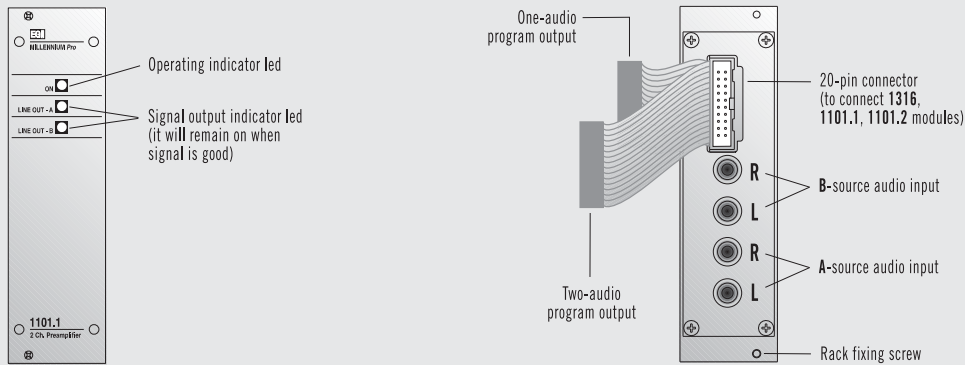 MILLENNIUM Pro
ON
LINE OUT - A
LINE OUT - B
1101.1
2 Ch. Preamplifier
Operating indicator led
Signal output indicator led
(it will remain on when
signal is good)
One-audio
program output
Two-audio
program output
20-pin connector
(to connect 1316,
1101.1, 1101.2 modules)
R
L
B-source audio input
R
L
A-source audio input
Rack fixing screw